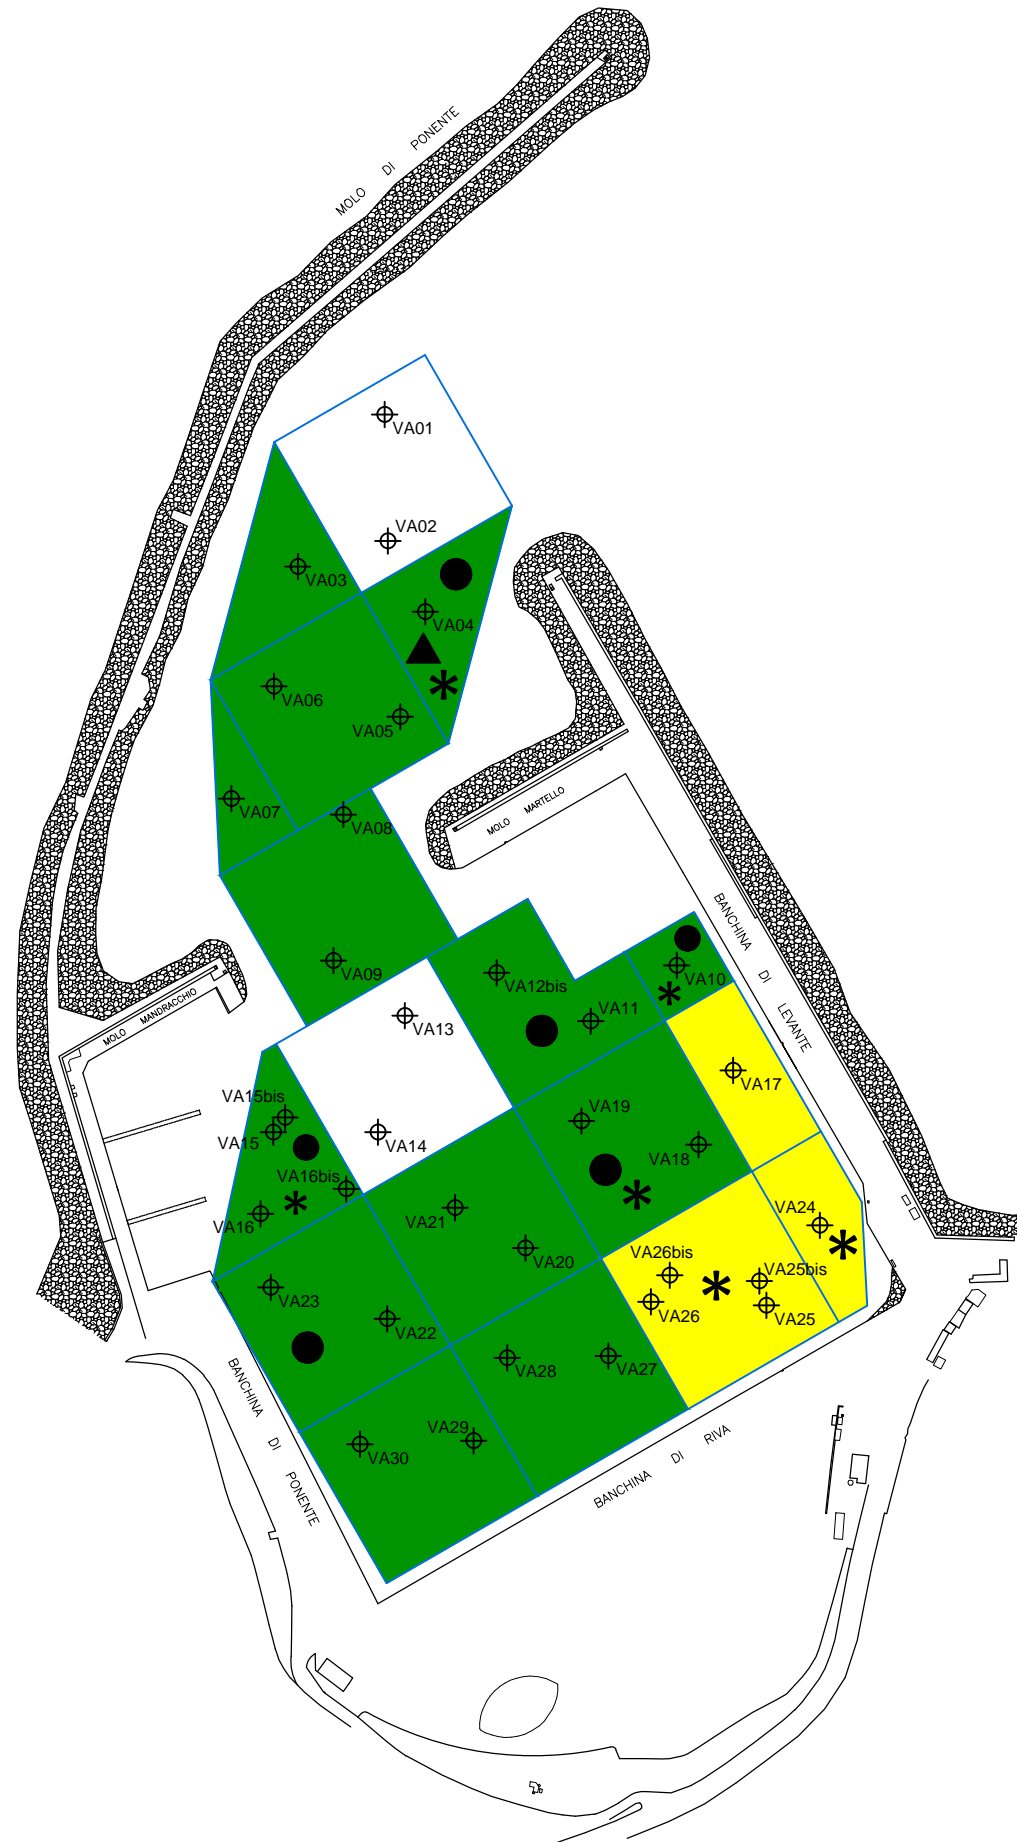 MOLO DI PONENTE
VA01
VA02
VA03
VA04
VA06
VA05
VA07
VA08
MOLO MARTELLO
BANCHINA DI LEVANTE
VA09
VA12bis
VA10
VA11
MOLO MANDRACCHIO
VA13
VA17
VA15bis
VA15
VA14
VA19
VA18
VA16bis
VA16
VA21
VA20
VA24
VA26bis
VA25bis
VA26
VA25
VA23
VA22
VA28
VA27
BANCHINA DI PONENTE
VA29
VA30
BANCHINA DI RIVA